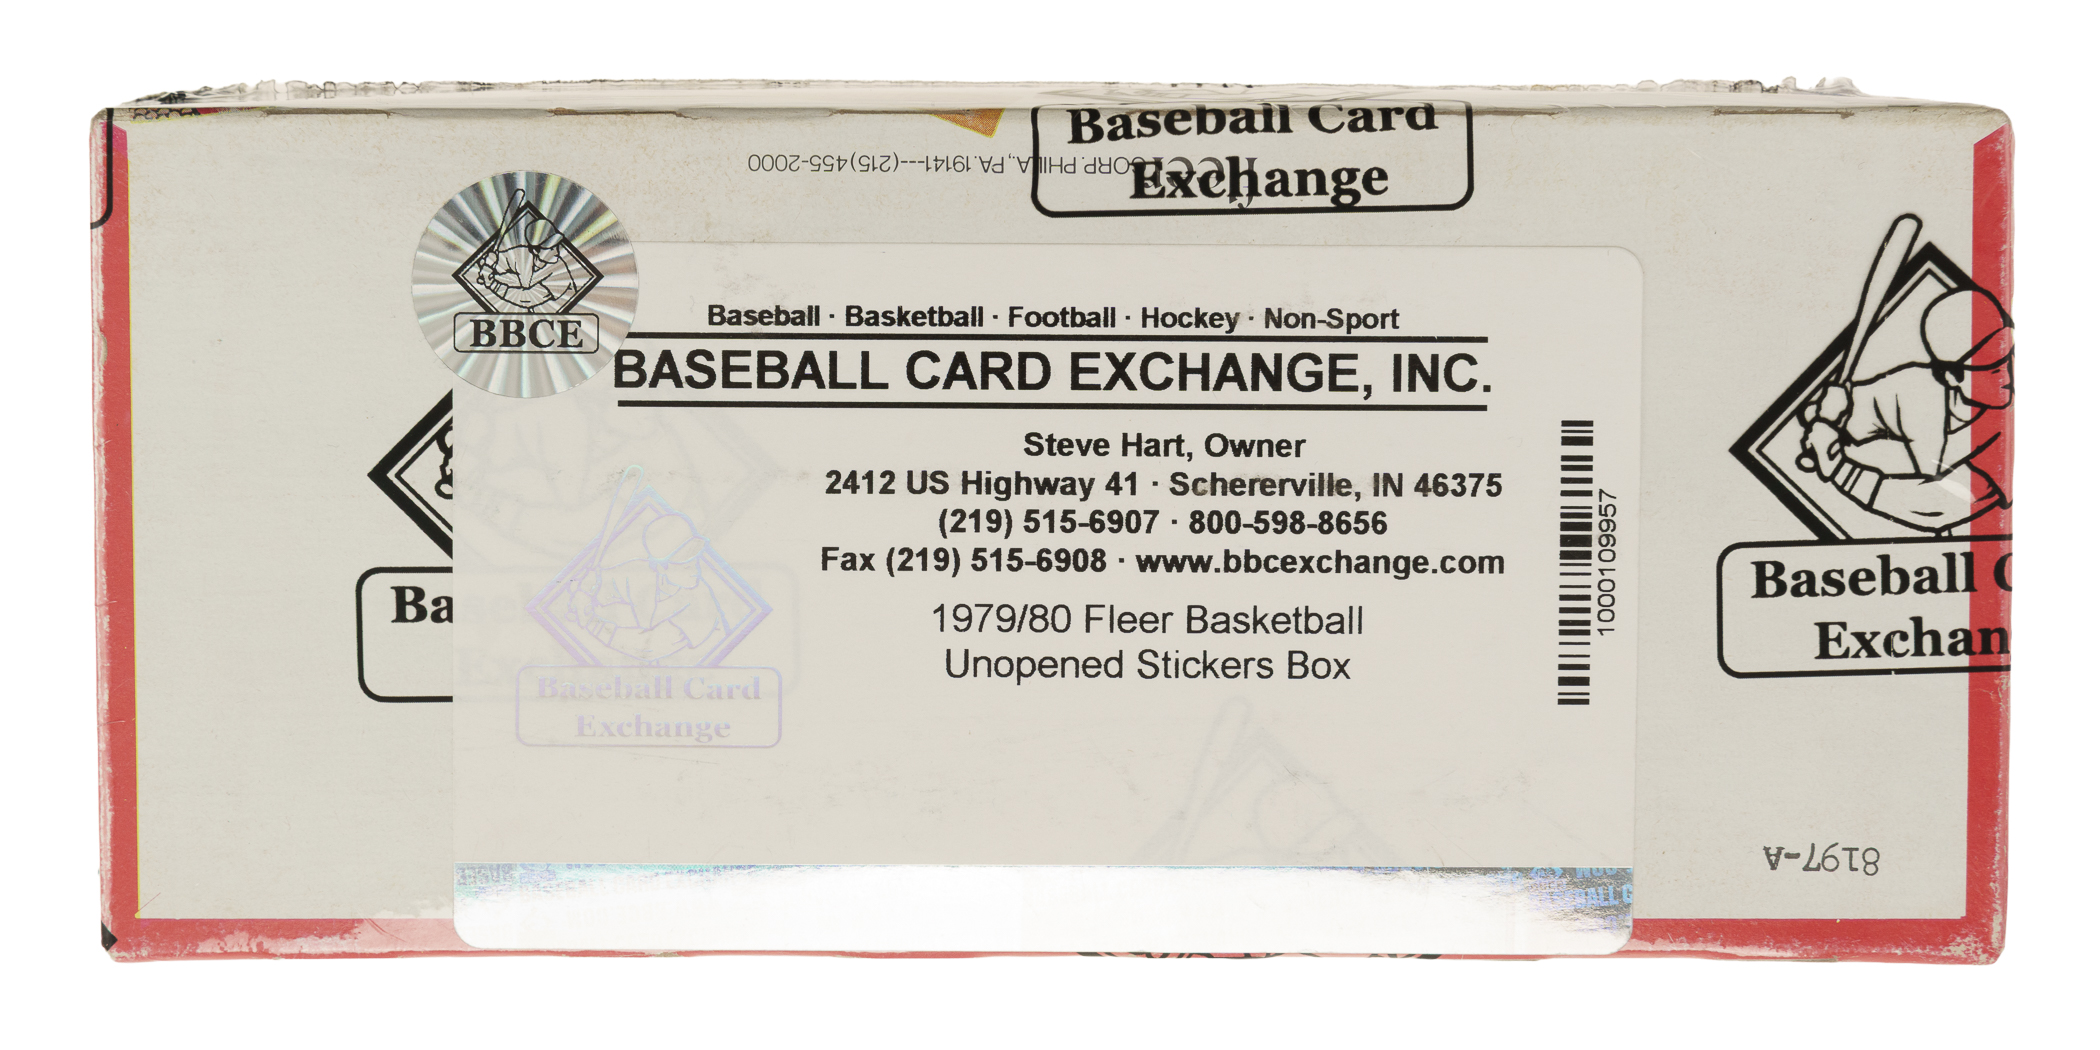 Baseball Card
Exchange
CORP. PHILA., PA. 19141---(215) 455-2000
BBCE
Baseball · Basketball · Football · Hockey · Non-Sport
BASEBALL CARD EXCHANGE, INC.
Steve Hart, Owner
2412 US Highway 41 · Schererville, IN 46375
(219) 515-6907 · 800-598-8656
Fax (219) 515-6908 · www.bbcexchange.com
1979/80 Fleer Basketball
Unopened Stickers Box
1000109957
Ba
Baseball Card
Exchange
Baseball C
Exchan
8197-A